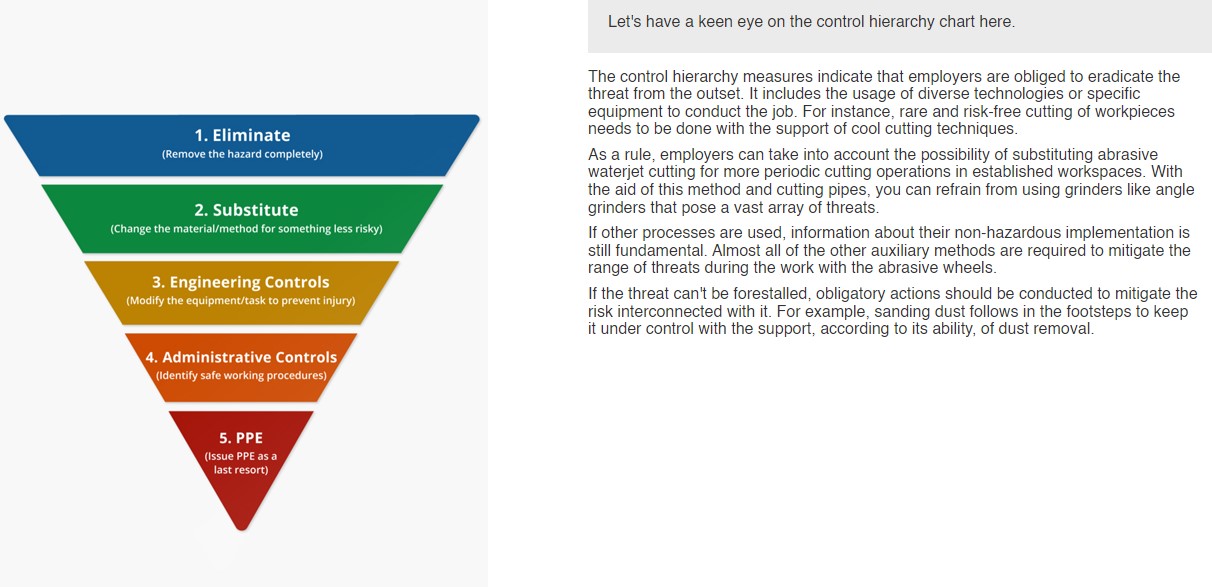 1. Eliminate
(Remove the hazard completely)
2. Substitute
(Change the material/method for something less risky)
3. Engineering Controls
(Modify the equipment/task to prevent injury)
4. Administrative Controls
(Identify safe working procedures)
5. PPE
(Issue PPE as a
last resort)
Let's have a keen eye on the control hierarchy chart here.
The control hierarchy measures indicate that employers are obliged to eradicate the
threat from the outset. It includes the usage of diverse technologies or specific
equipment to conduct the job. For instance, rare and risk-free cutting of workpieces
needs to be done with the support of cool cutting techniques.
As a rule, employers can take into account the possibility of substituting abrasive
waterjet cutting for more periodic cutting operations in established workspaces. With
the aid of this method and cutting pipes, you can refrain from using grinders like angle
grinders that pose a vast array of threats.
If other processes are used, information about their non-hazardous implementation is
still fundamental. Almost all of the other auxiliary methods are required to mitigate the
range of threats during the work with the abrasive wheels.
If the threat can't be forestalled, obligatory actions should be conducted to mitigate the
risk interconnected with it. For example, sanding dust follows in the footsteps to keep
it under control with the support, according to its ability, of dust removal.